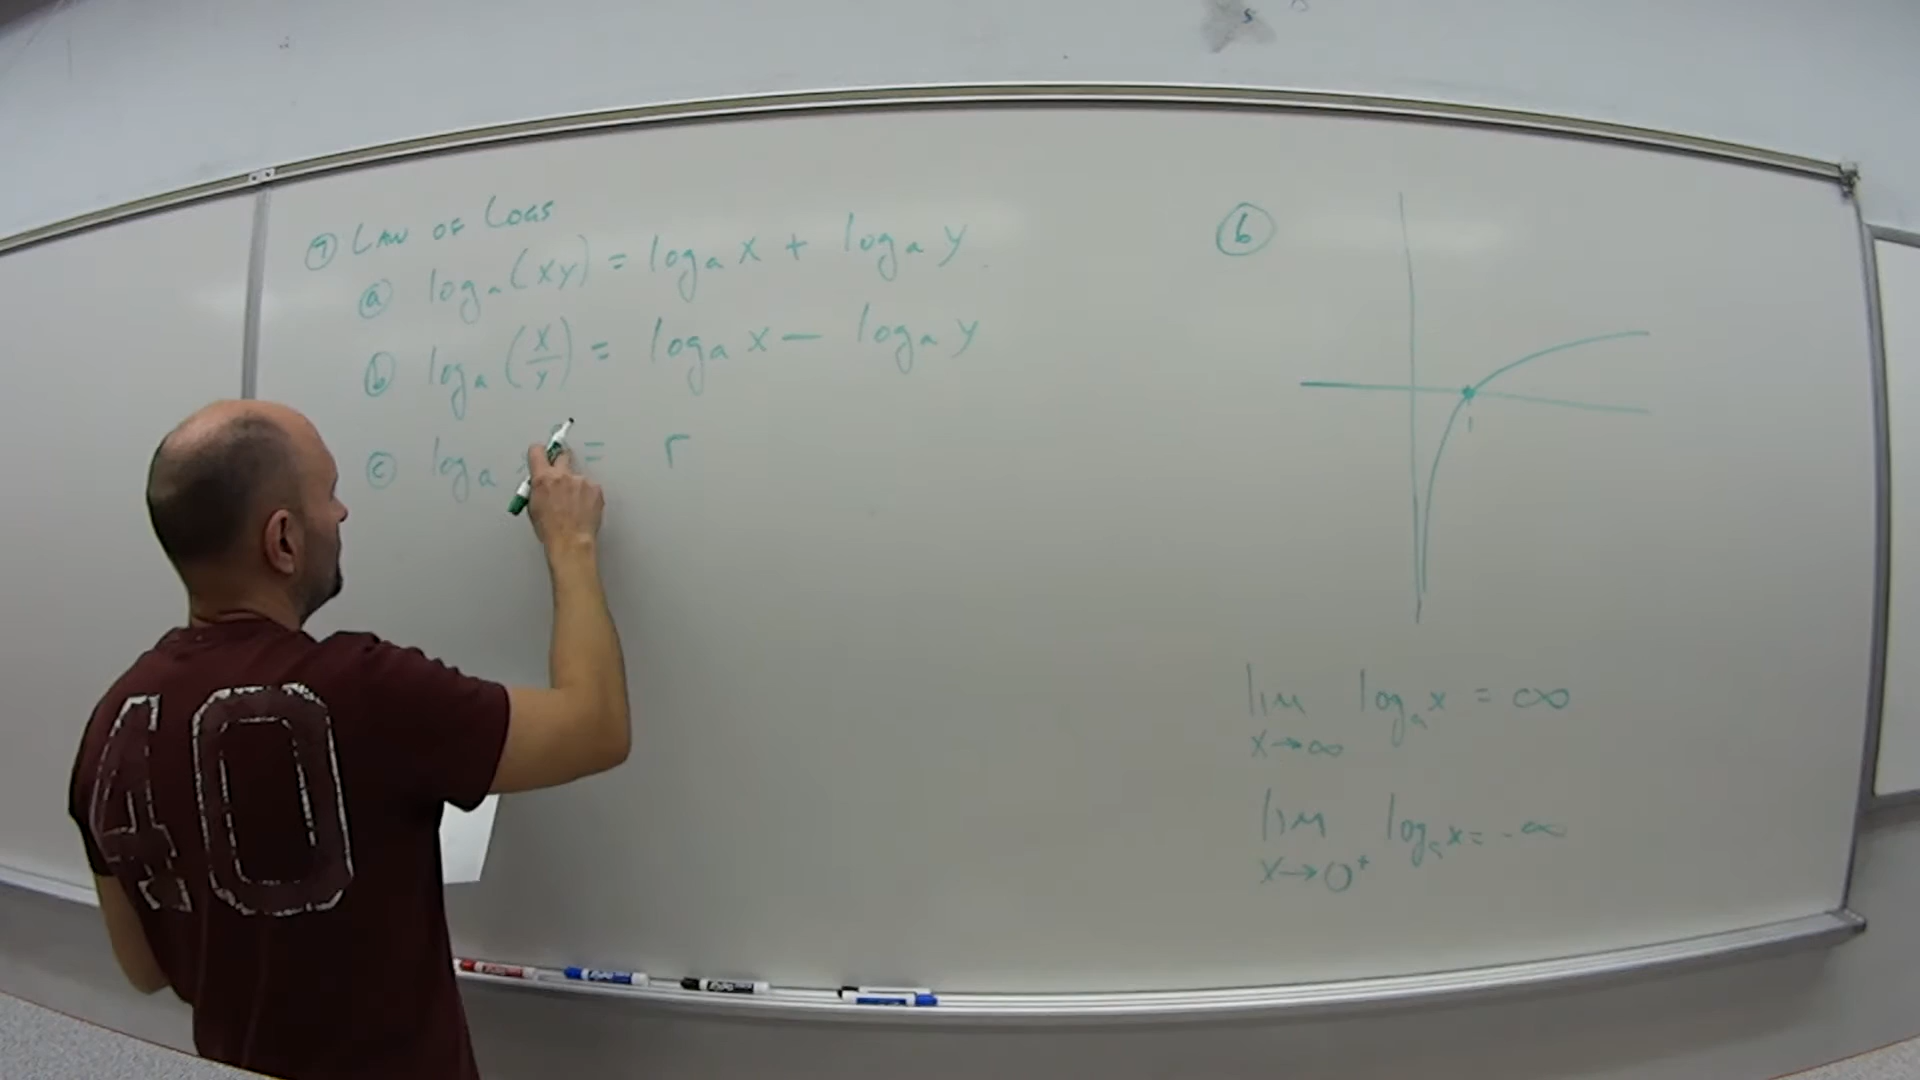 ⑦ LAW OF LOGS
ⓐ logₐ(xy) = logₐ x + logₐ y
ⓑ logₐ(x/y) = logₐ x − logₐ y
ⓒ logₐ = r
⑥
1
lim logₐ x = ∞
x→∞
lim logₐ x = -∞
x→0⁺
40